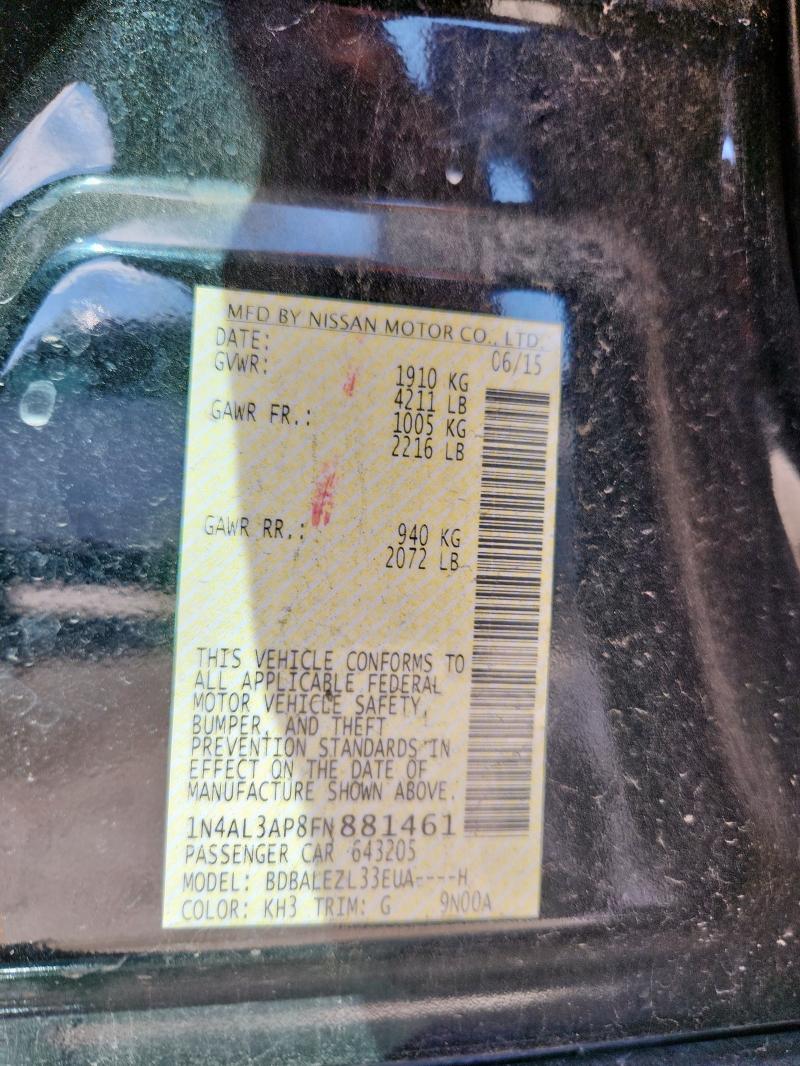 MFD BY NISSAN MOTOR CO., LTD.
DATE: 06/15
GVWR: 1910 KG
4211 LB
GAWR FR.: 1005 KG
2216 LB
GAWR RR.: 940 KG
2072 LB
THIS VEHICLE CONFORMS TO
ALL APPLICABLE FEDERAL
MOTOR VEHICLE SAFETY,
BUMPER, AND THEFT
PREVENTION STANDARDS IN
EFFECT ON THE DATE OF
MANUFACTURE SHOWN ABOVE.
1N4AL3AP8FN881461
PASSENGER CAR 643205
MODEL: BDBALEZL33EUA----H
COLOR: KH3 TRIM: G 9N00A